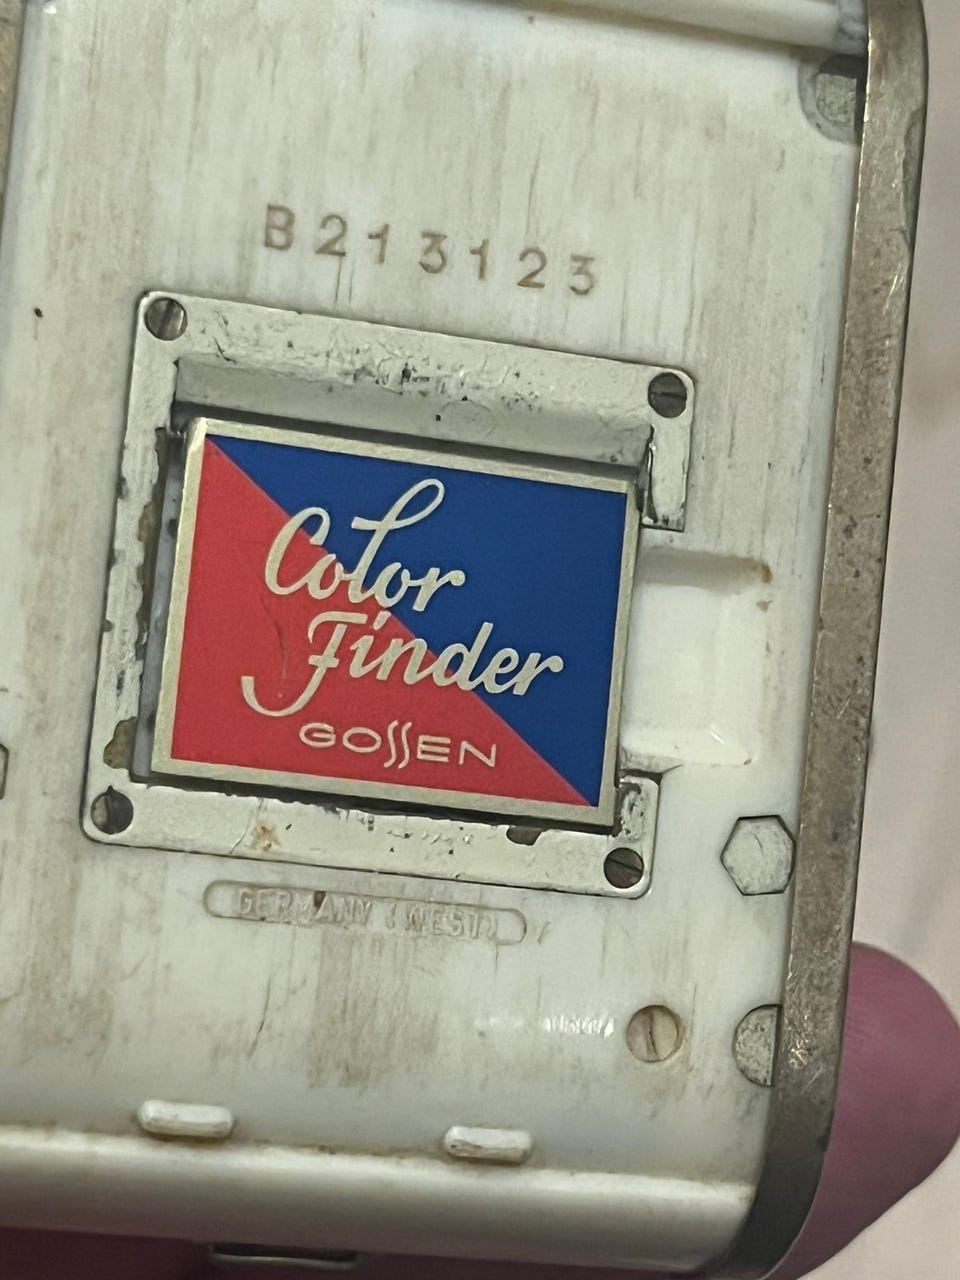 B213123
Color
Finder
GOSSEN
GERMANY (WEST)